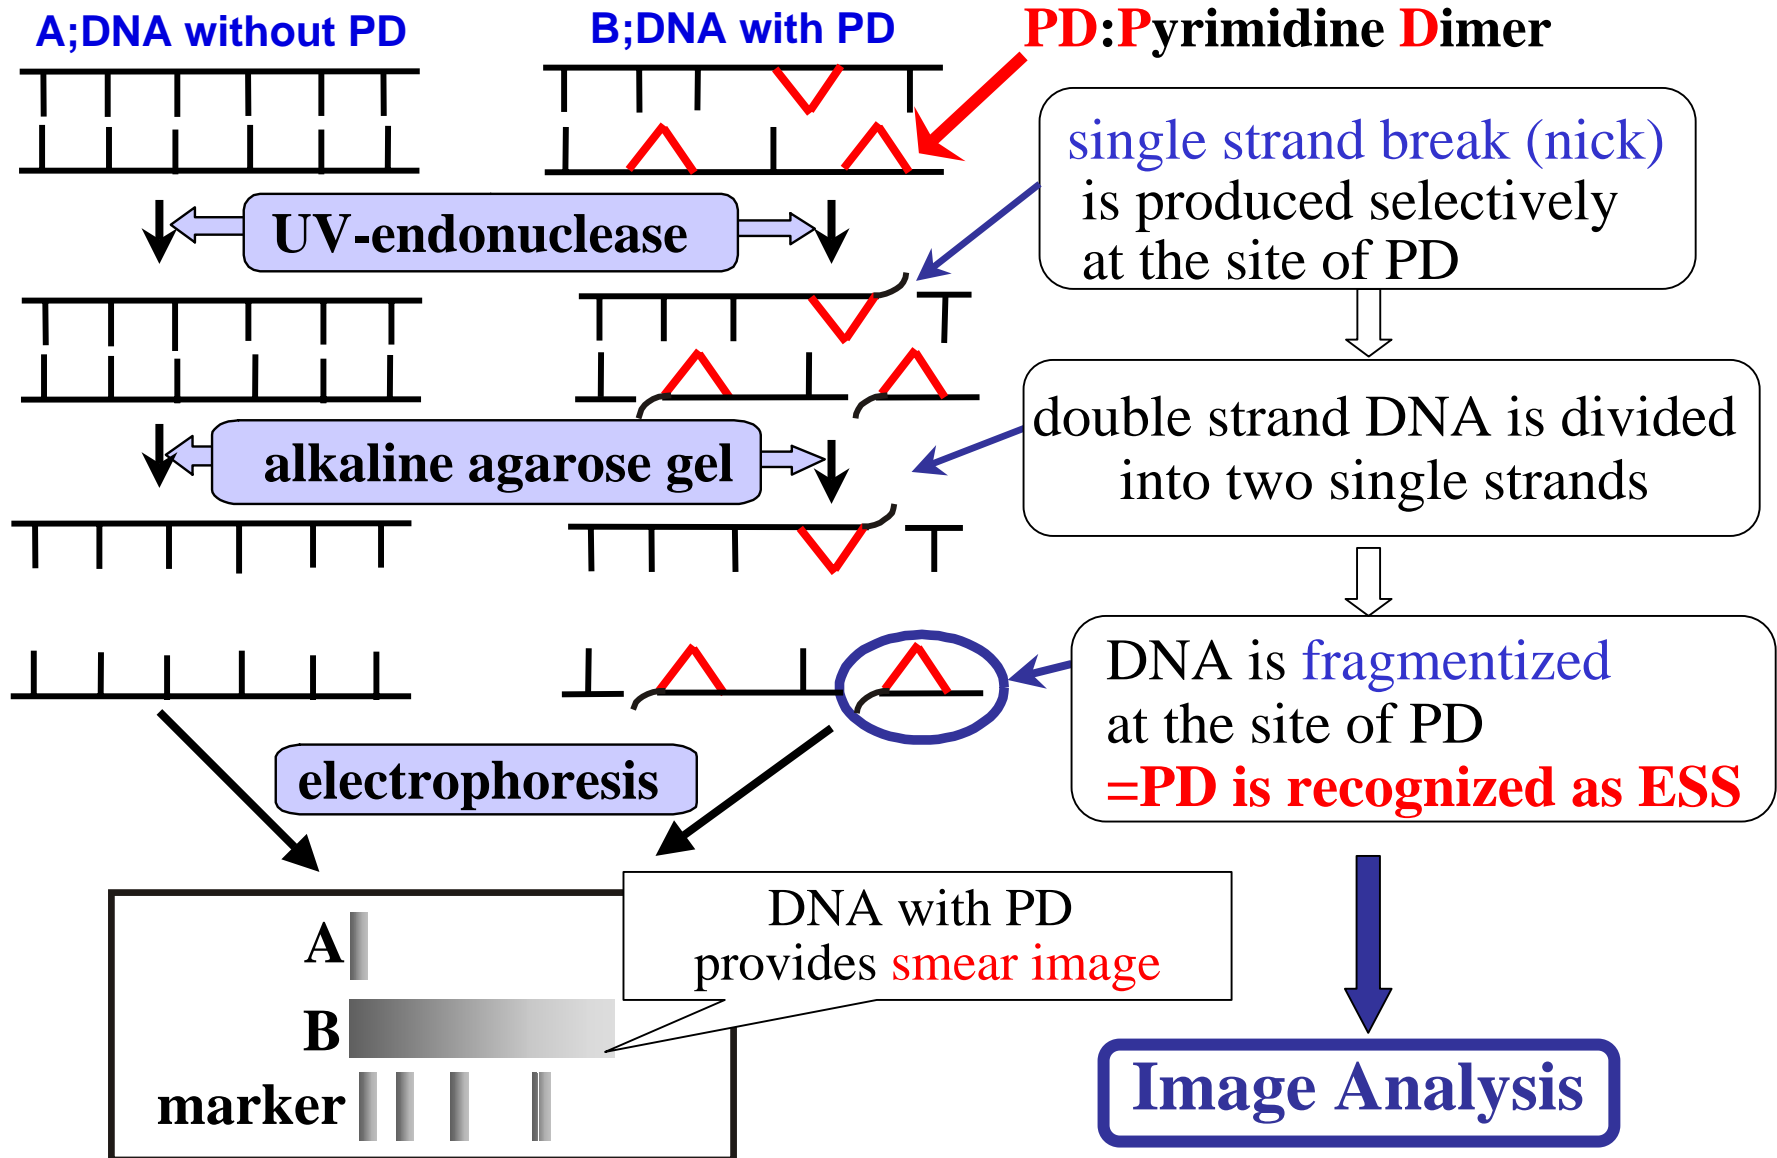 A;DNA without PD
B;DNA with PD
PD:Pyrimidine Dimer
single strand break (nick)
is produced selectively
at the site of PD
UV-endonuclease
double strand DNA is divided
into two single strands
alkaline agarose gel
DNA is fragmentized
at the site of PD
=PD is recognized as ESS
electrophoresis
DNA with PD
provides smear image
A
B
marker
Image Analysis